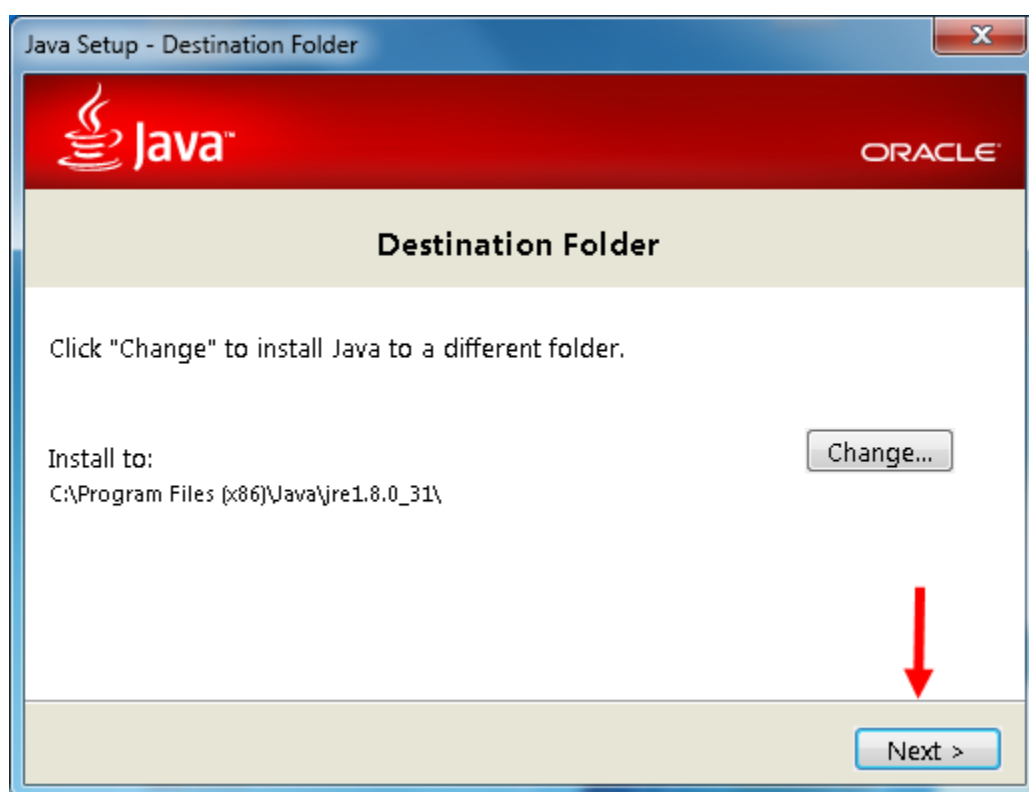 Java Setup - Destination Folder
Java™
ORACLE®
Destination Folder
Click "Change" to install Java to a different folder.
Change...
Install to:
C:\Program Files (x86)\Java\jre1.8.0_31\
Next >